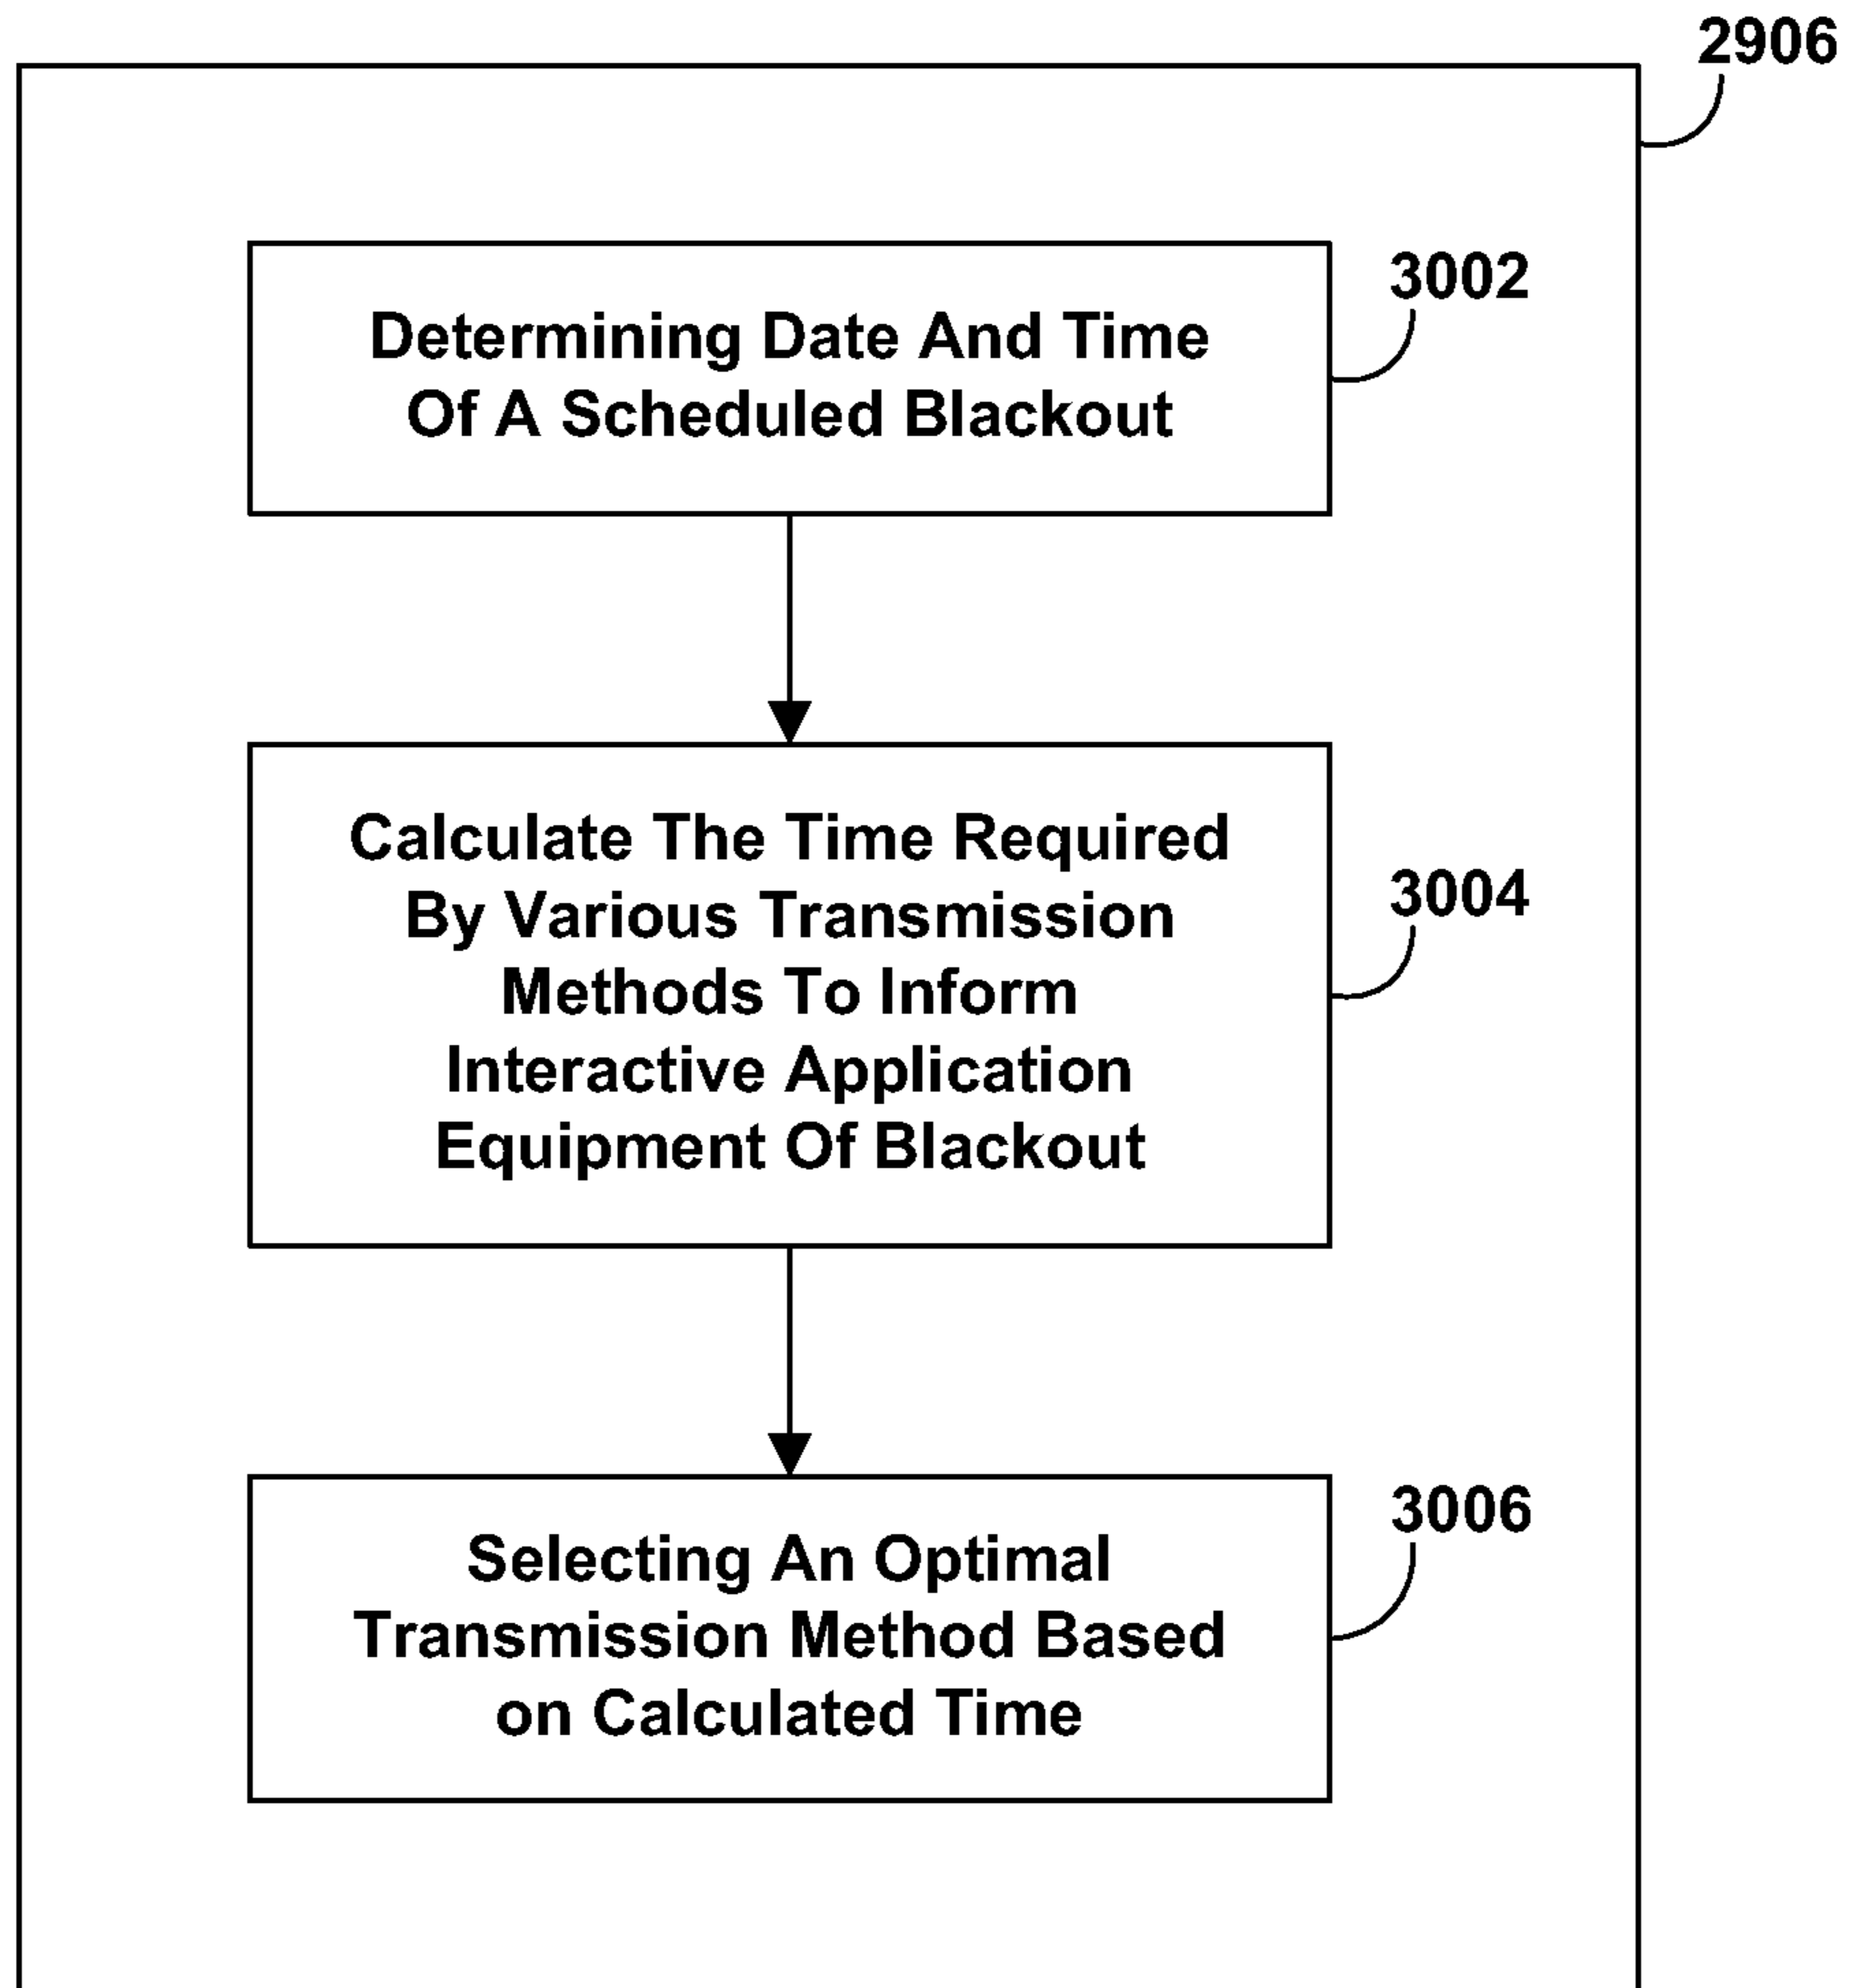 2906
3002
Determining Date And Time
Of A Scheduled Blackout
3004
Calculate The Time Required
By Various Transmission
Methods To Inform
Interactive Application
Equipment Of Blackout
3006
Selecting An Optimal
Transmission Method Based
on Calculated Time